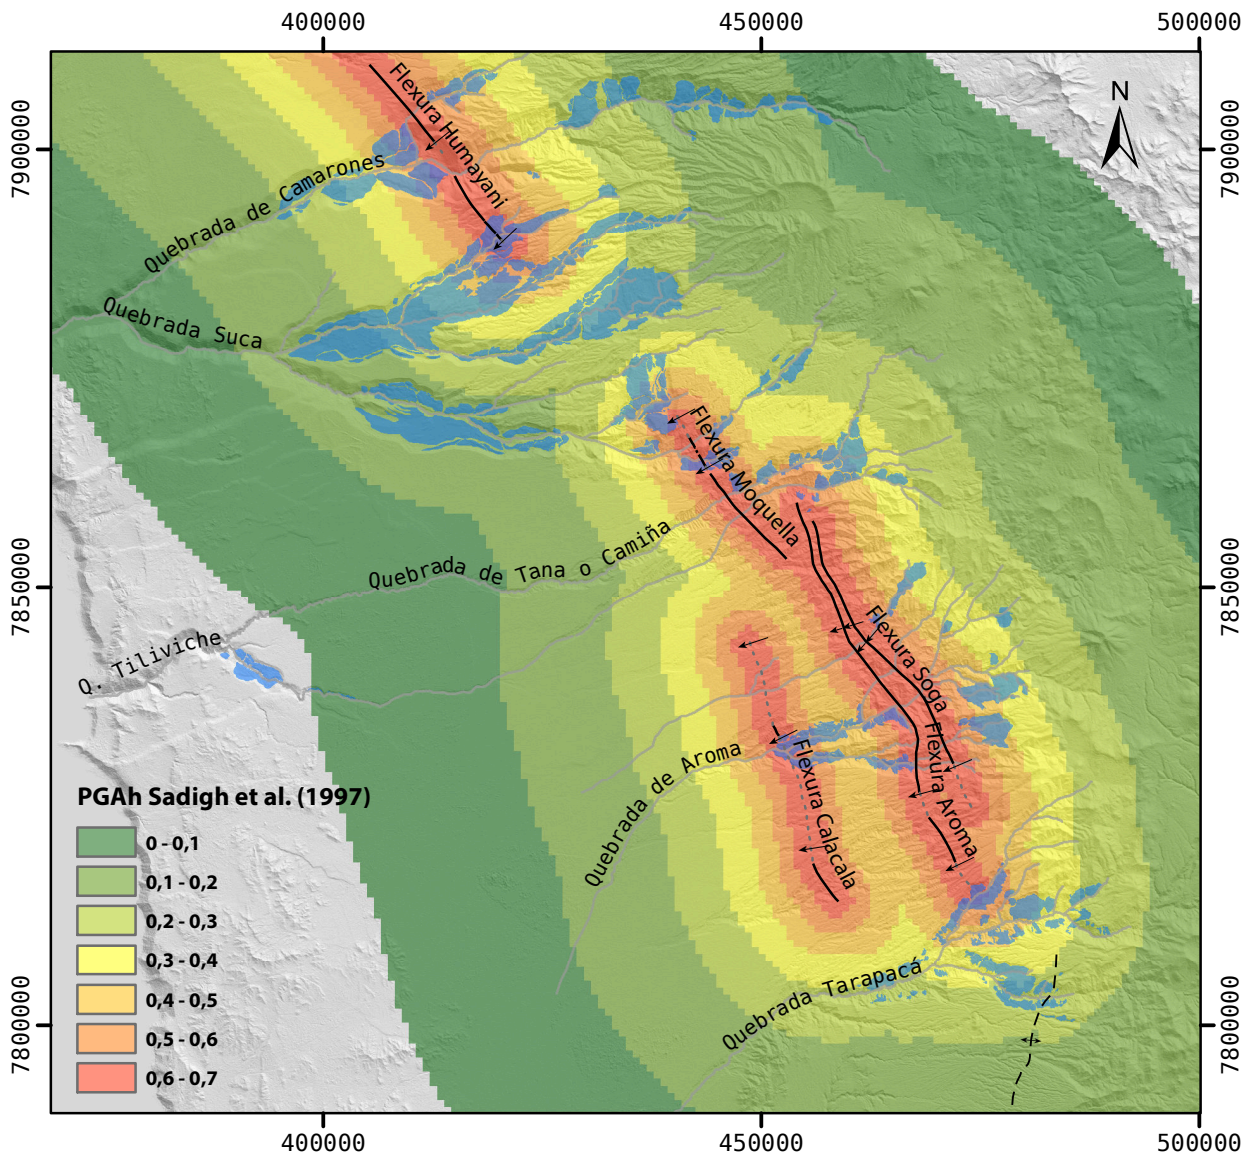 400000
450000
500000
7900000
7900000
N
Flexura Humayani
Quebrada de Camarones
Quebrada Suca
Flexura Moquella
Quebrada de Tana o Camiña
7850000
7850000
Q. Tiliviche
Flexura Soga
Flexura Aroma
Flexura Calacala
Quebrada de Aroma
Quebrada Tarapacá
PGAh Sadigh et al. (1997)
0 - 0,1
0,1 - 0,2
0,2 - 0,3
0,3 - 0,4
0,4 - 0,5
0,5 - 0,6
0,6 - 0,7
7800000
7800000
400000
450000
500000